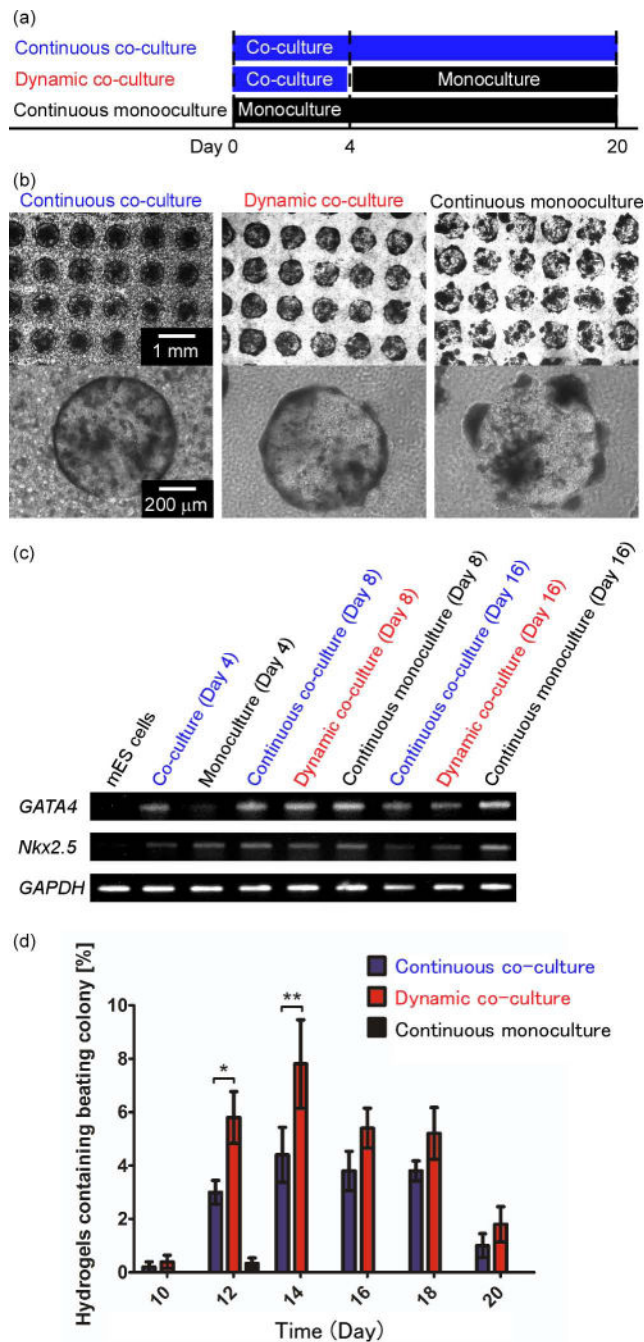 (a)
Continuous co-culture
Co-culture
Dynamic co-culture
Co-culture
Monoculture
Continuous monooculture
Monoculture
Day 0
4
20
(b)
Continuous co-culture
Dynamic co-culture
Continuous monooculture
1 mm
200 μm
(c)
mES cells
Co-culture (Day 4)
Monoculture (Day 4)
Continuous co-culture (Day 8)
Dynamic co-culture (Day 8)
Continuous monoculture (Day 8)
Continuous co-culture (Day 16)
Dynamic co-culture (Day 16)
Continuous monoculture (Day 16)
GATA4
Nkx2.5
GAPDH
(d)
Hydrogels containing beating colony [%]
Continuous co-culture
Dynamic co-culture
Continuous monoculture
10
8
6
4
2
0
*
**
10
12
14
16
18
20
Time (Day)